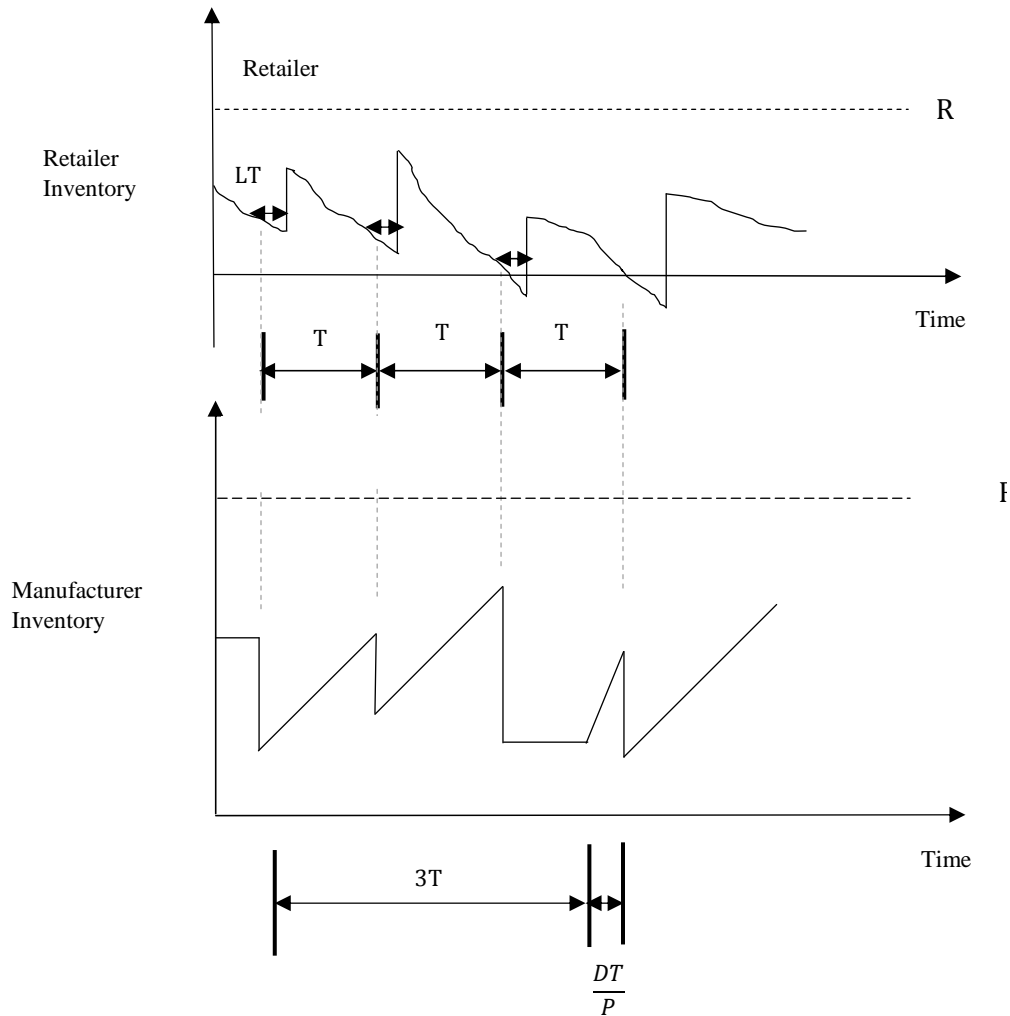 Retailer
R
Retailer
Inventory
LT
Time
T
T
T
Manufacturer
Inventory
Time
3T
DT
P